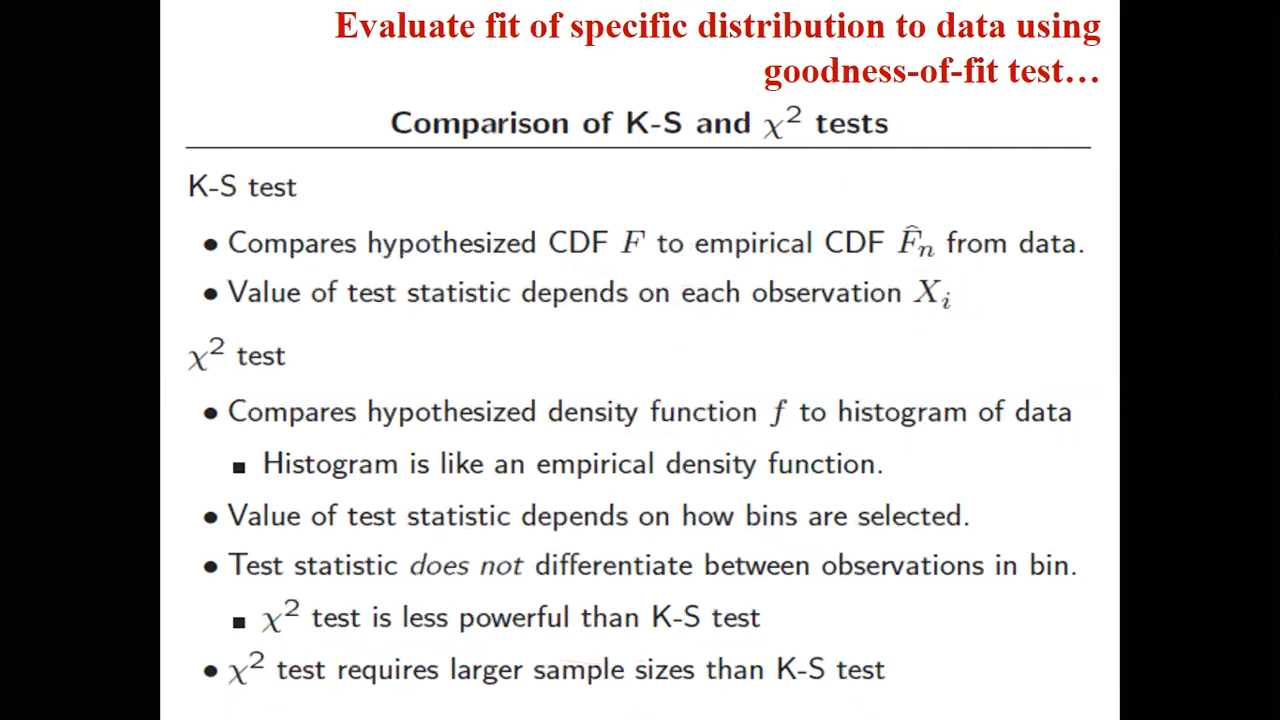 Evaluate fit of specific distribution to data using
goodness-of-fit test…
Comparison of K-S and χ² tests
K-S test
• Compares hypothesized CDF F to empirical CDF F̂ₙ from data.
• Value of test statistic depends on each observation Xᵢ
χ² test
• Compares hypothesized density function f to histogram of data
■ Histogram is like an empirical density function.
• Value of test statistic depends on how bins are selected.
• Test statistic does not differentiate between observations in bin.
■ χ² test is less powerful than K-S test
• χ² test requires larger sample sizes than K-S test